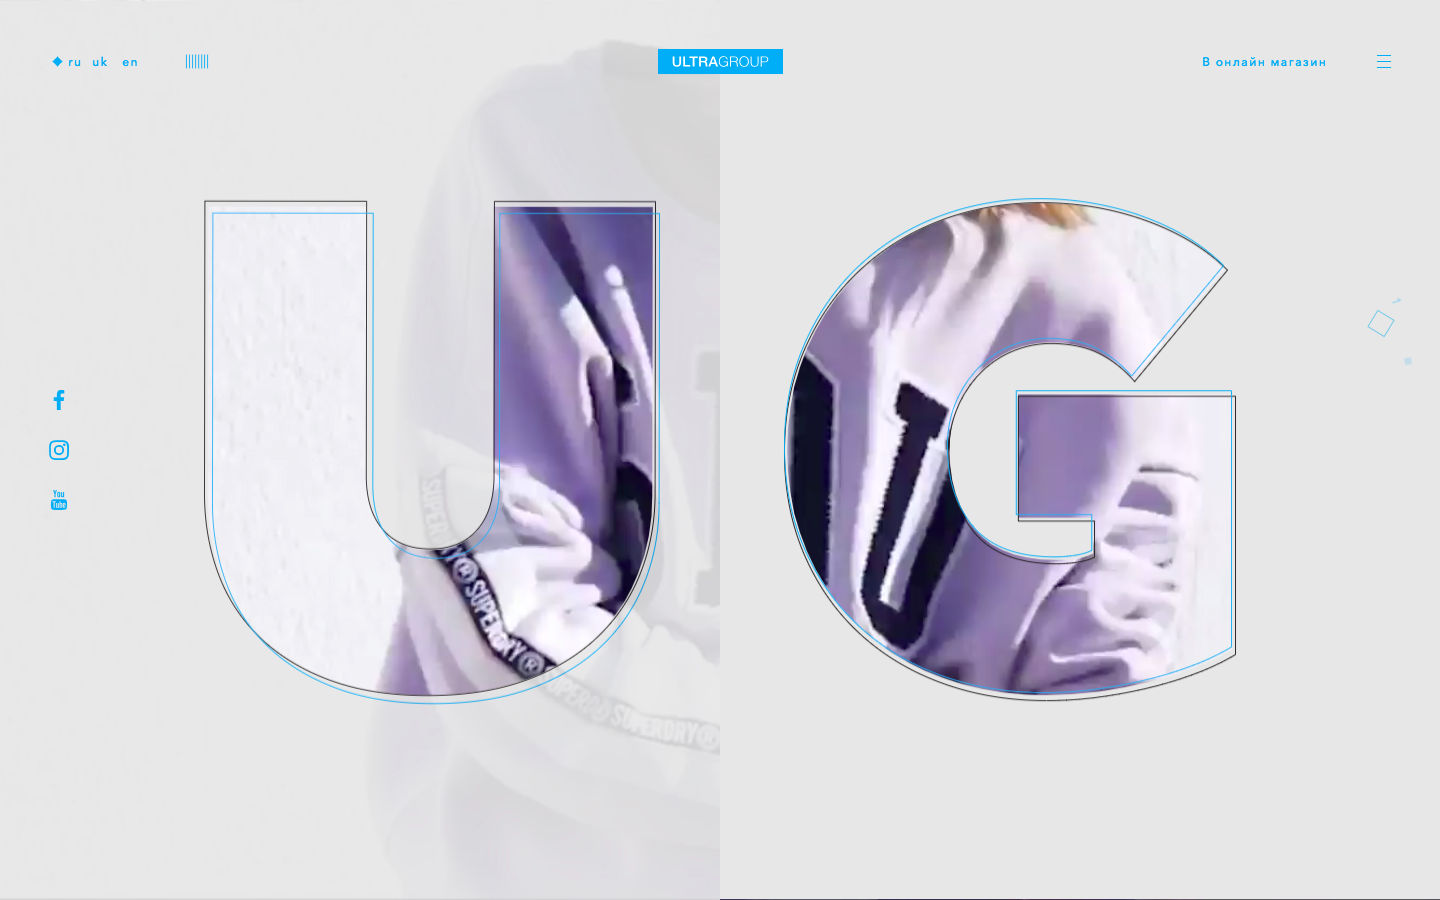 ru uk en
ULTRAGROUP
В онлайн магазин
U G
You
Tube
SUPERDRY® SUPERDRY® SUPERDRY® SUPERDRY®